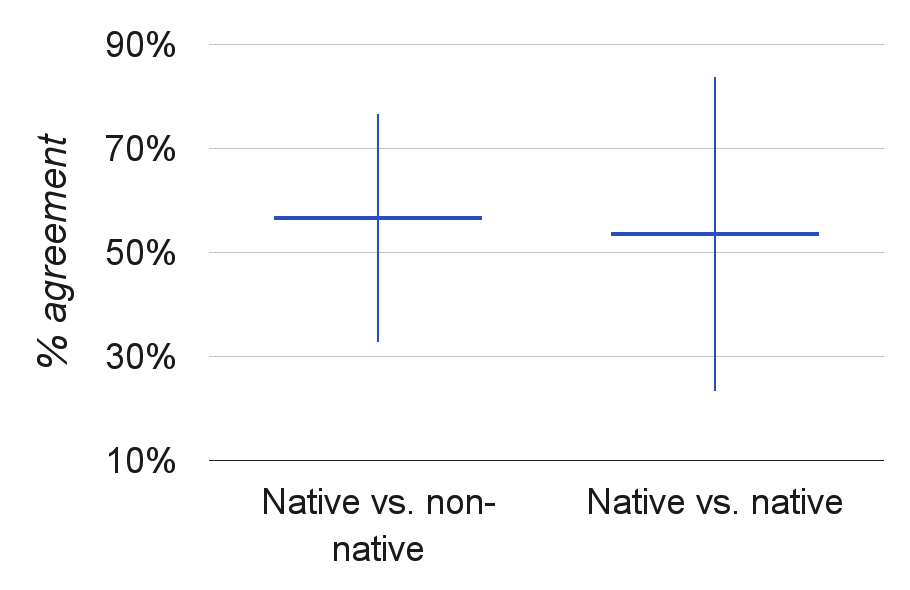 90%
70%
50%
30%
10%
% agreement
Native vs. non-
native
Native vs. native